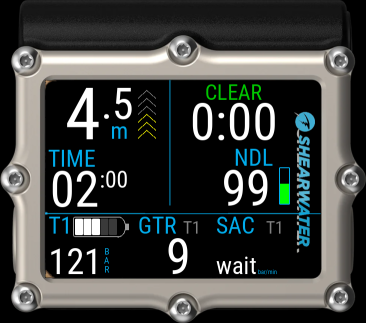 4.5 m
CLEAR
0:00
TIME
02:00
NDL
99
SHEARWATER
T1 GTR T1 SAC T1
121 BAR 9 wait bar/min